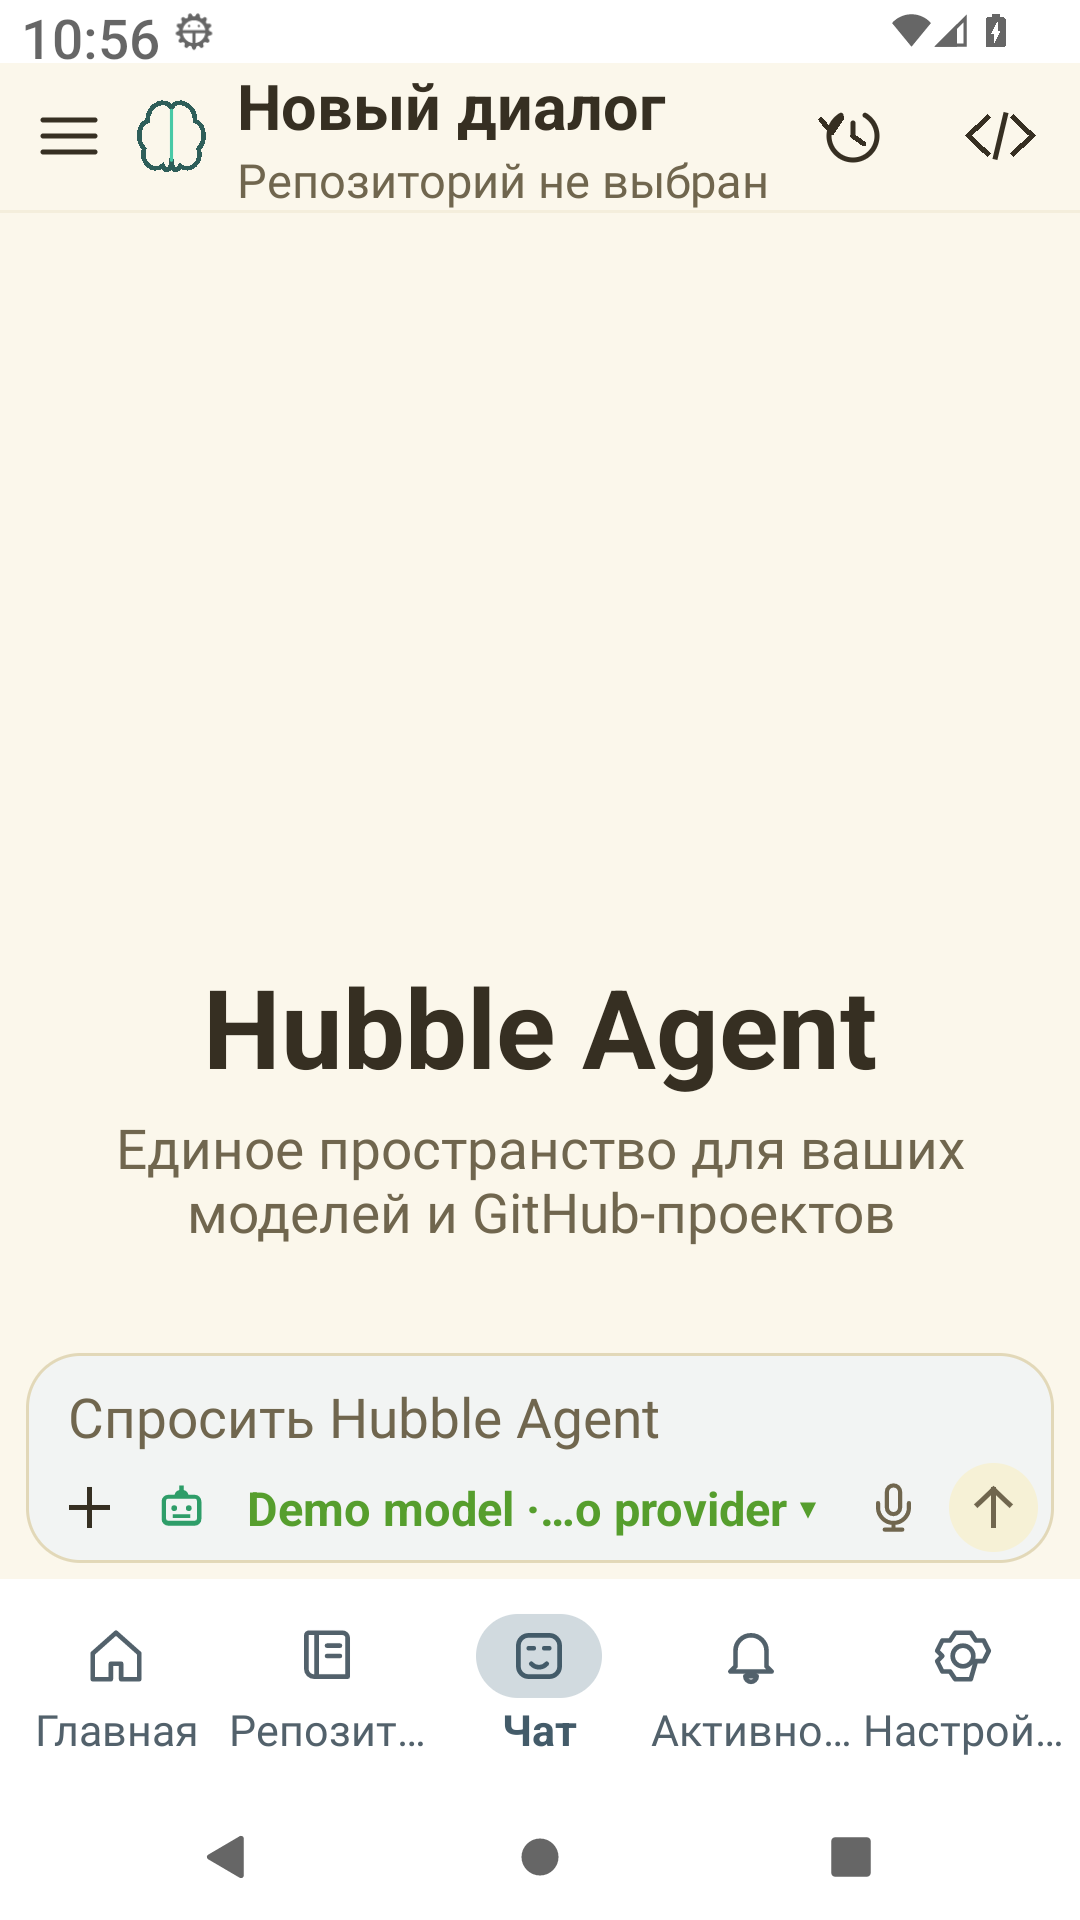 10:56
Новый диалог
Репозиторий не выбран
Hubble Agent
Единое пространство для ваших
моделей и GitHub-проектов
Спросить Hubble Agent
Demo model ·…o provider ▾
Главная
Репозит…
Чат
Активно…
Настрой…